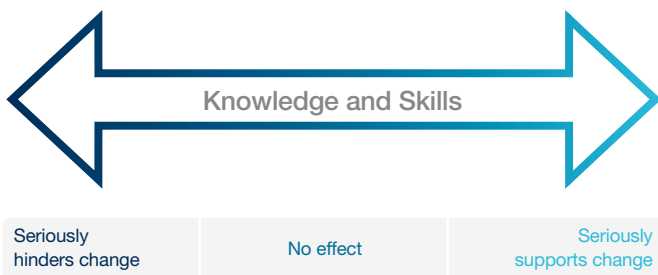 Knowledge and Skills
Seriously
hinders change
No effect
Seriously
supports change